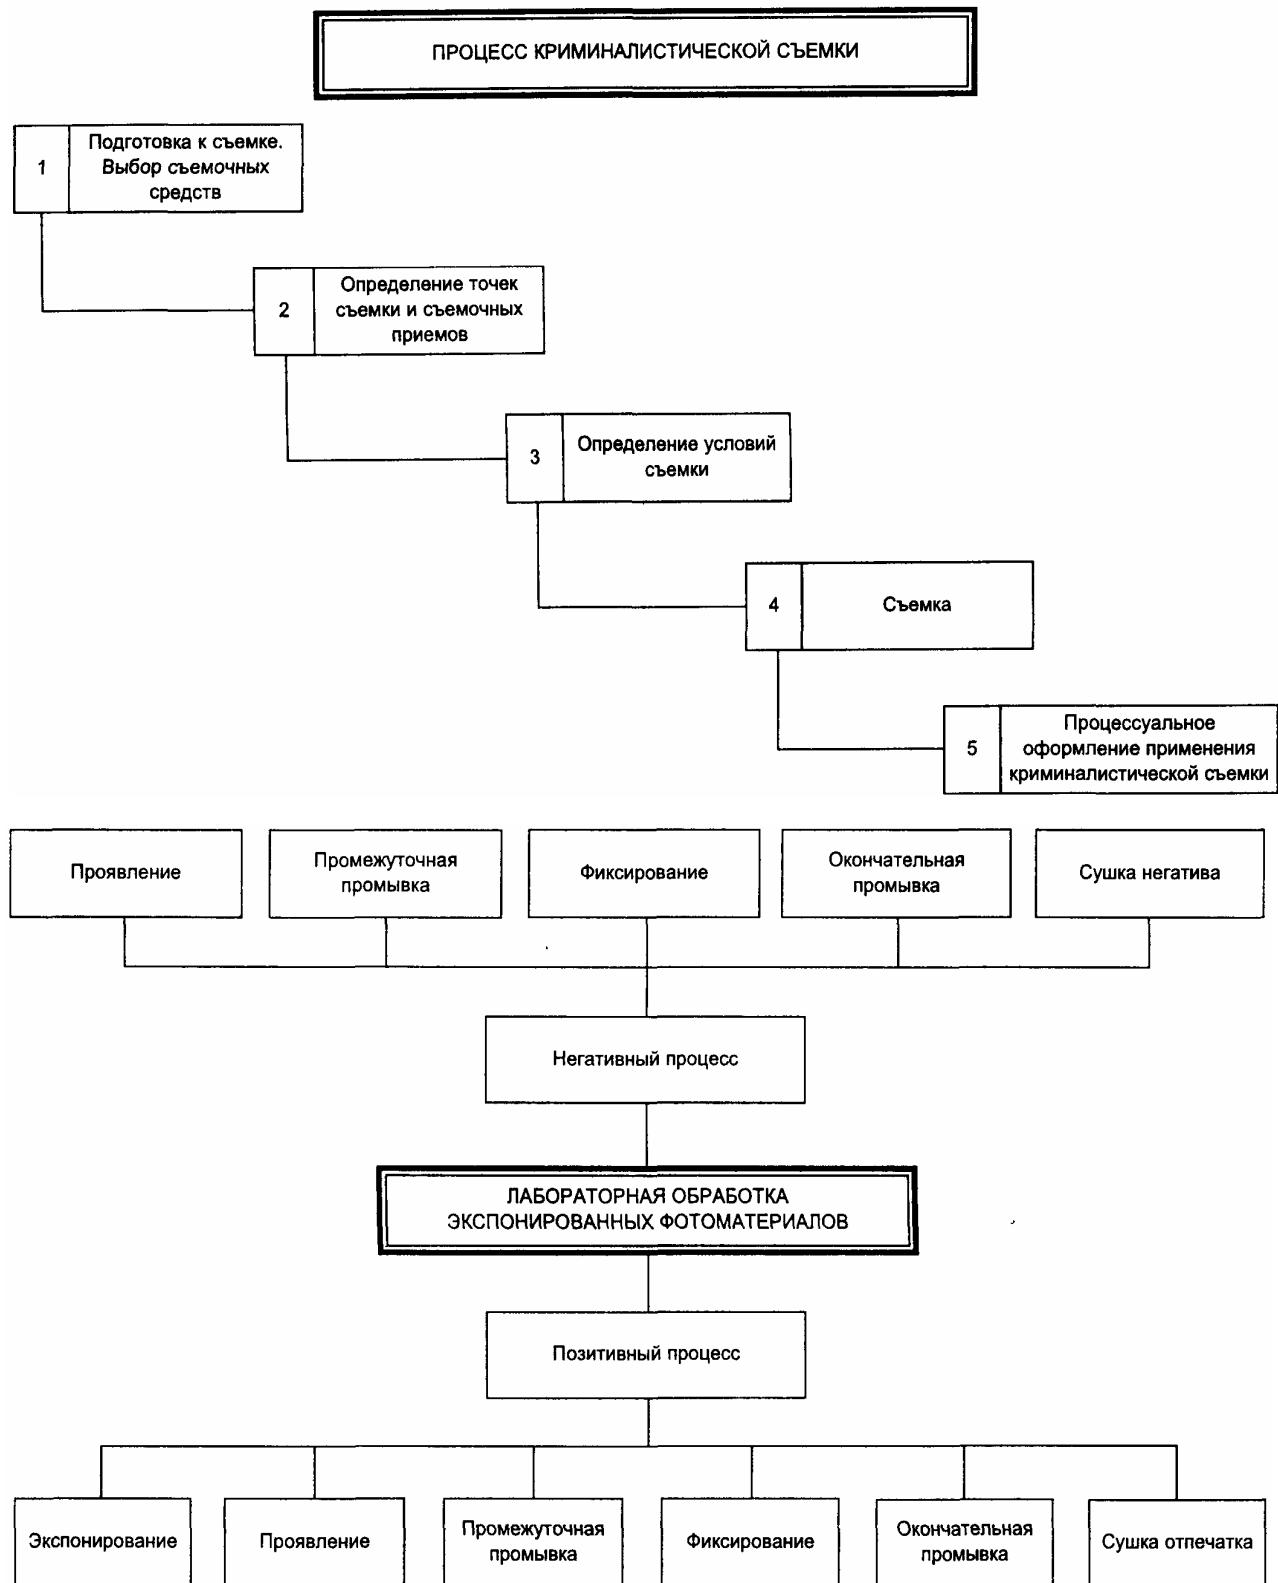 ПРОЦЕСС КРИМИНАЛИСТИЧЕСКОЙ СЪЕМКИ
1
Подготовка к съемке.
Выбор съемочных
средств
2
Определение точек
съемки и съемочных
приемов
3
Определение условий
съемки
4
Съемка
5
Процессуальное
оформление применения
криминалистической съемки
Проявление
Промежуточная
промывка
Фиксирование
Окончательная
промывка
Сушка негатива
Негативный процесс
ЛАБОРАТОРНАЯ ОБРАБОТКА
ЭКСПОНИРОВАННЫХ ФОТОМАТЕРИАЛОВ
Позитивный процесс
Экспонирование
Проявление
Промежуточная
промывка
Фиксирование
Окончательная
промывка
Сушка отпечатка